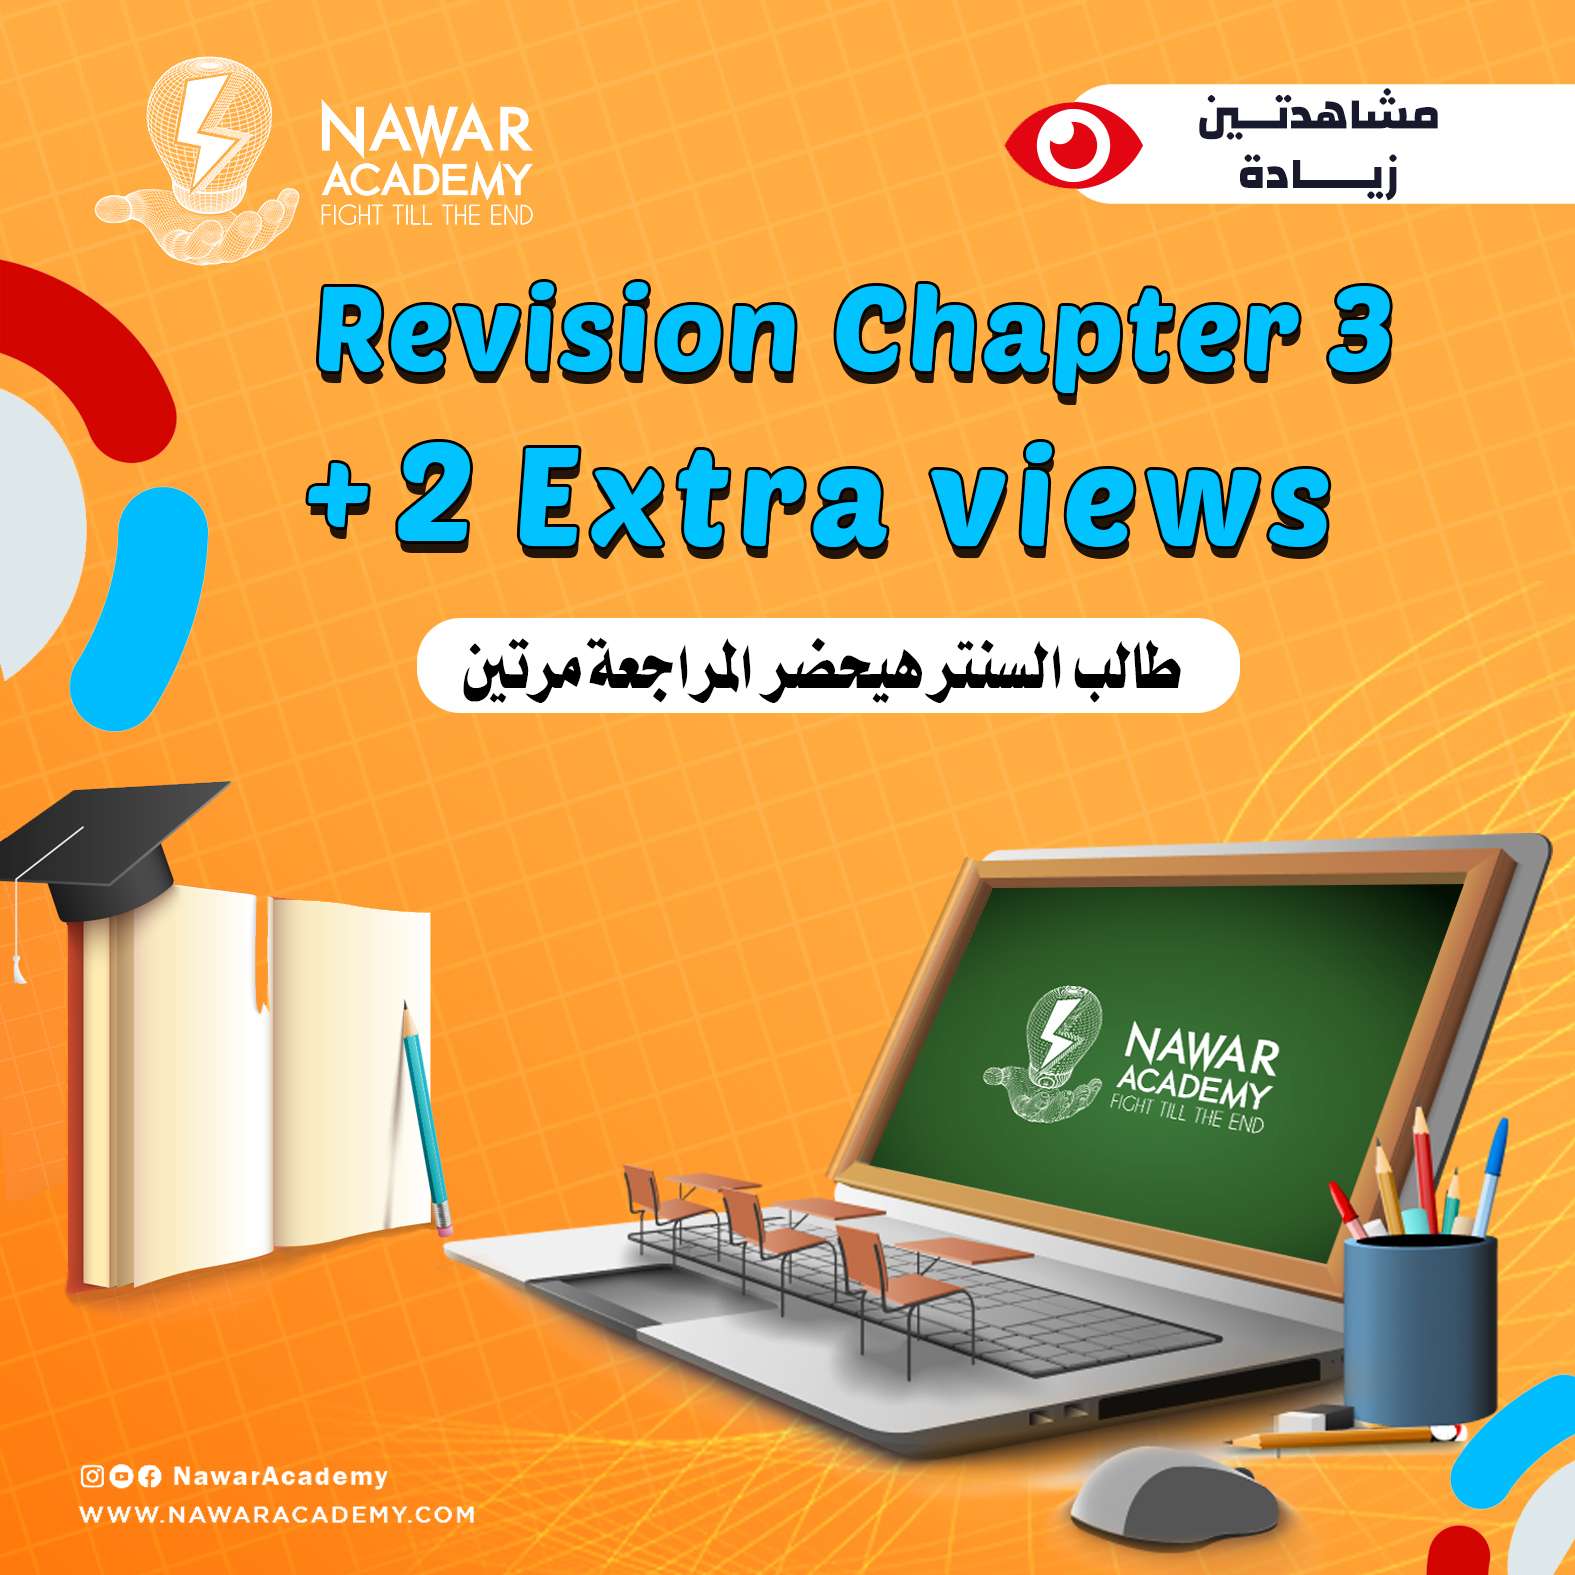 NAWAR
ACADEMY
FIGHT TILL THE END
مشاهدتين
زيادة
Revision Chapter 3
+ 2 Extra views
طالب السنتر هيحضر المراجعة مرتين
NAWAR
ACADEMY
FIGHT TILL THE END
NawarAcademy
WWW.NAWARACADEMY.COM